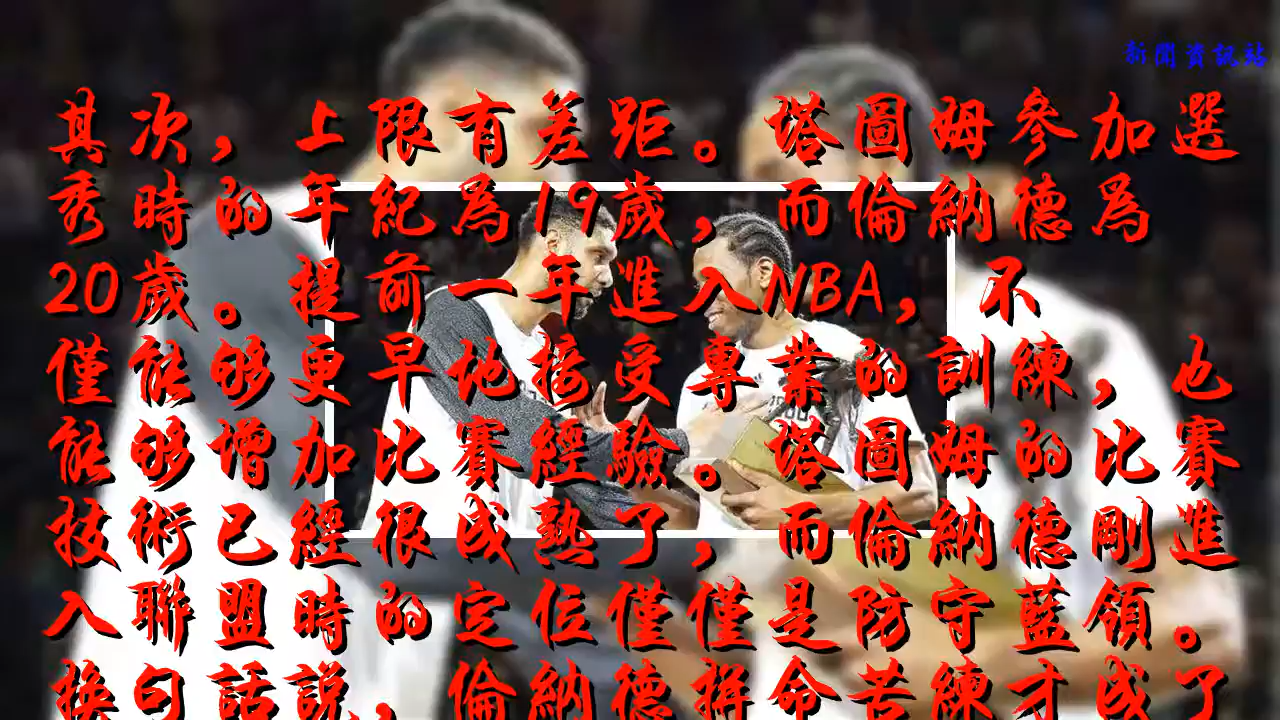 新聞資訊站
其次，上限有差距。塔圖姆參加選
秀時的年紀爲19歲，而倫納德爲
20歲。提前一年進入NBA，不
僅能够更早地接受專業的訓練，也
能够增加比賽經驗。塔圖姆的比賽
技術已經很成熟了，而倫納德剛進
入聯盟時的定位僅僅是防守藍領。
換句話說，倫納德拼命苦練才成了